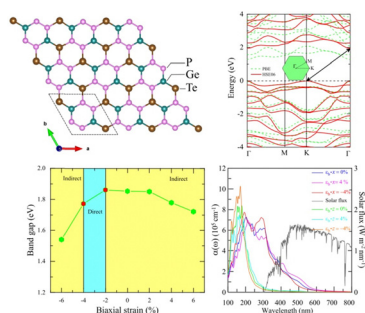 P
Ge
Te
b
a
Energy (eV)
4
2
0
-2
-4
PBE
HSE06
M
K
Γ
M
K
Γ
Band gap (eV)
2.0
1.8
1.6
1.4
Indirect
Direct
Indirect
-6
-4
-2
0
2
4
6
Biaxial strain (%)
α(ω) (10⁵ cm⁻¹)
Solar flux
Solar flux (W m⁻² nm⁻¹)
100 200 300 400 500 600 700 800
Wavelength (nm)